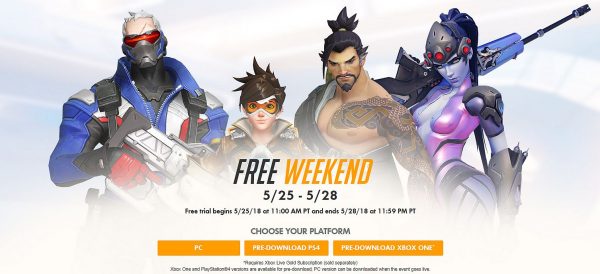 FREE WEEKEND
5/25 - 5/28
Free trial begins 5/25/18 at 11:00 AM PT and ends 5/28/18 at 11:59 PM PT
CHOOSE YOUR PLATFORM
PC
PRE-DOWNLOAD PS4
PRE-DOWNLOAD XBOX ONE*
*Requires Xbox Live Gold Subscription (sold separately)
Xbox One and PlayStation®4 versions are available for pre-download. PC version can be downloaded when the event goes live.